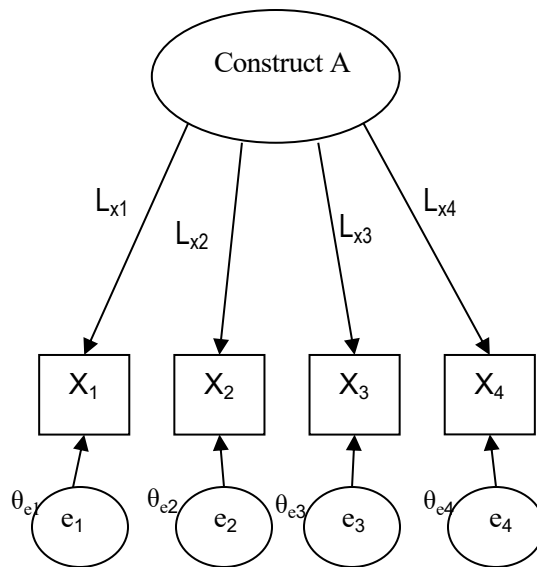 Construct A
Lx1
Lx2
Lx3
Lx4
X1
X2
X3
X4
θe1
e1
θe2
e2
θe3
e3
θe4
e4